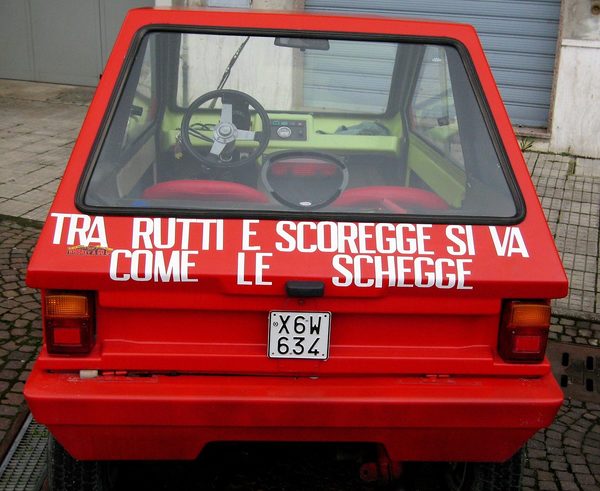 TRA RUTTI E SCOREGGE SI VA
COME LE SCHEGGE
X6W
634